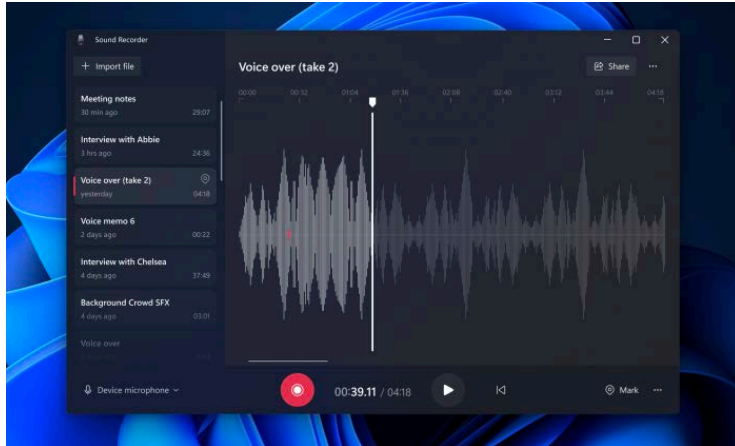 Sound Recorder
+ Import file
Voice over (take 2)
Share
Meeting notes
30 min ago 29:07
Interview with Abbie
3 hrs ago 24:36
Voice over (take 2)
yesterday 04:18
Voice memo 6
2 days ago 00:22
Interview with Chelsea
4 days ago 37:49
Background Crowd SFX
4 days ago 03:01
Voice over
00:00 00:32 01:04 01:36 02:08 02:40 03:12 03:44 04:18
Device microphone
00:39.11 / 04:18
Mark